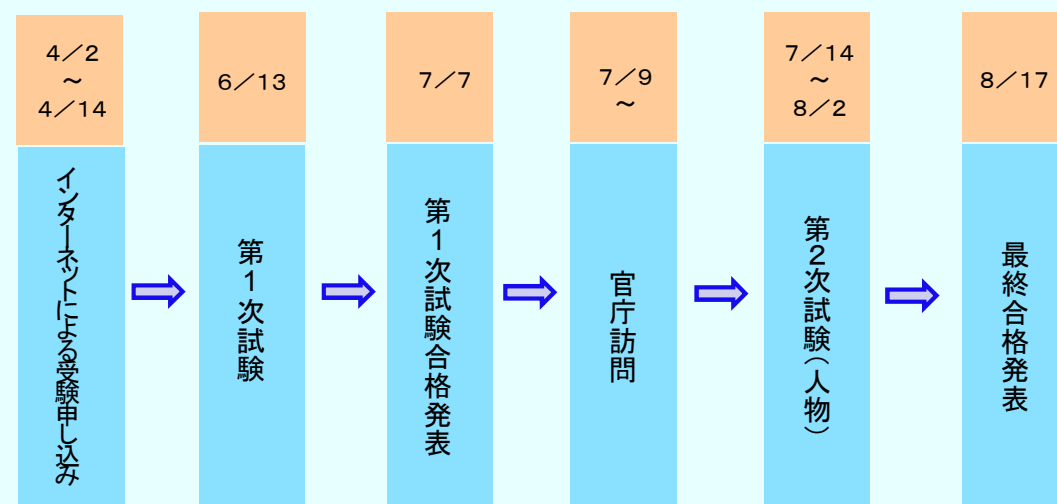 4／2
～
4／14
インターネットによる受験申し込み
6／13
第1次試験
7／7
第1次試験合格発表
7／9
～
官庁訪問
7／14
～
8／2
第2次試験（人物）
8／17
最終合格発表